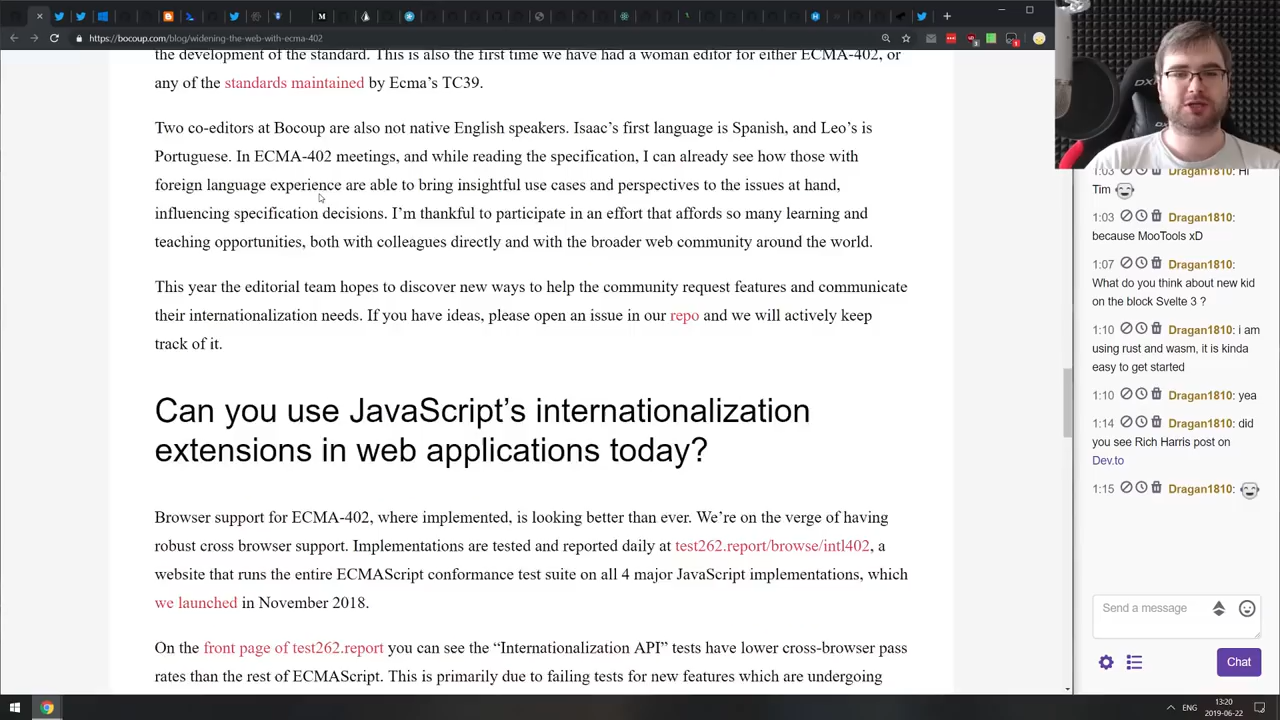 https://bocoup.com/blog/widening-the-web-with-ecma-402
the development of the standard. This is also the first time we have had a woman editor for either ECMA-402, or
any of the standards maintained by Ecma's TC39.
Two co-editors at Bocoup are also not native English speakers. Isaac's first language is Spanish, and Leo's is
Portuguese. In ECMA-402 meetings, and while reading the specification, I can already see how those with
foreign language experience are able to bring insightful use cases and perspectives to the issues at hand,
influencing specification decisions. I'm thankful to participate in an effort that affords so many learning and
teaching opportunities, both with colleagues directly and with the broader web community around the world.
This year the editorial team hopes to discover new ways to help the community request features and communicate
their internationalization needs. If you have ideas, please open an issue in our repo and we will actively keep
track of it.
Can you use JavaScript's internationalization
extensions in web applications today?
Browser support for ECMA-402, where implemented, is looking better than ever. We're on the verge of having
robust cross browser support. Implementations are tested and reported daily at test262.report/browse/intl402, a
website that runs the entire ECMAScript conformance test suite on all 4 major JavaScript implementations, which
we launched in November 2018.
On the front page of test262.report you can see the "Internationalization API" tests have lower cross-browser pass
rates than the rest of ECMAScript. This is primarily due to failing tests for new features which are undergoing
1:03 Dragan1810: Hi
Tim
1:03 Dragan1810:
because MooTools xD
1:07 Dragan1810:
What do you think about new kid
on the block Svelte 3 ?
1:10 Dragan1810: i am
using rust and wasm, it is kinda
easy to get started
1:10 Dragan1810: yea
1:14 Dragan1810: did
you see Rich Harris post on
Dev.to
1:15 Dragan1810:
Send a message
Chat
ENG
13:20
2019-06-22